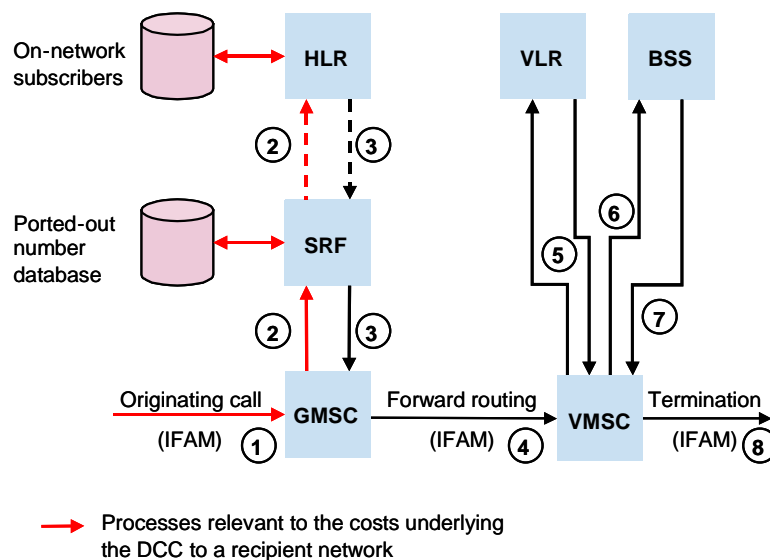 On-network
subscribers
HLR
VLR
BSS
2
3
6
Ported-out
number
database
SRF
5
2
3
7
Originating call
Forward routing
Termination
GMSC
VMSC
(IFAM)
1
(IFAM)
4
(IFAM)
8
Processes relevant to the costs underlying
the DCC to a recipient network